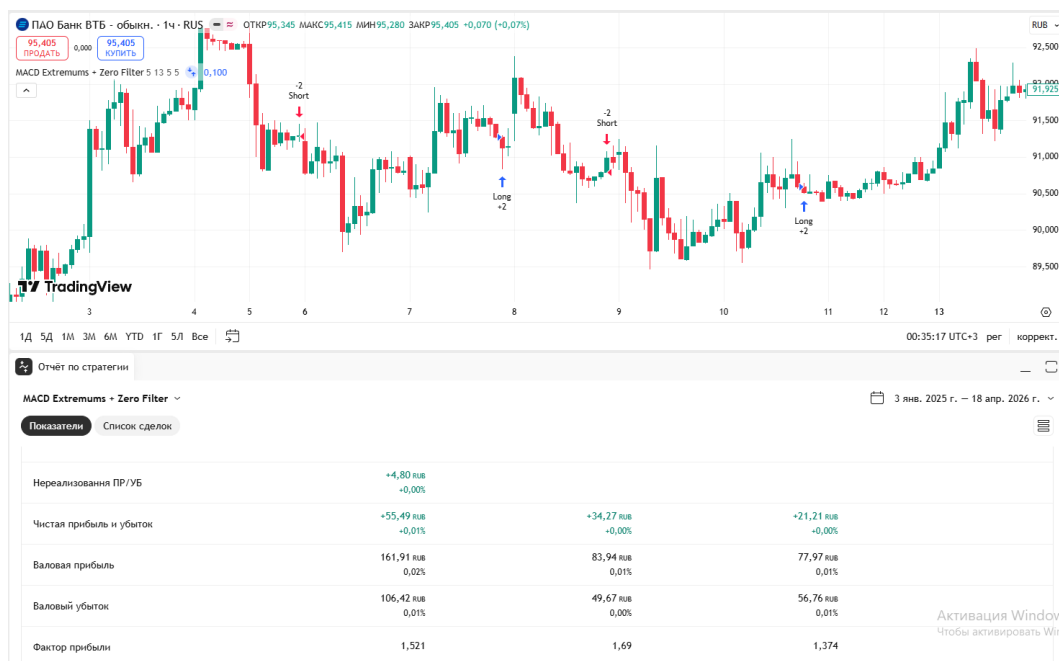 ПАО Банк ВТБ - обыкн. · 1ч · RUS ОТКР95,345 МАКС95,415 МИН95,280 ЗАКР95,405 +0,070 (+0,07%)
RUB
95,405
ПРОДАТЬ
0,000
95,405
КУПИТЬ
92,500
MACD Extremums + Zero Filter 5 13 5 5
0,100
92,000
91,925
91,500
91,000
90,500
90,000
89,500
-2
Short
Long
+2
-2
Short
Long
+2
TradingView
3 4 5 6 7 8 9 10 11 12 13
1Д 5Д 1М 3М 6М YTD 1Г 5Л Все
00:35:17 UTC+3 рег коррект.
Отчёт по стратегии
MACD Extremums + Zero Filter
3 янв. 2025 г. — 18 апр. 2026 г.
Показатели Список сделок
Нереализования ПР/УБ
+4,80 RUB
+0,00%
Чистая прибыль и убыток
+55,49 RUB +34,27 RUB +21,21 RUB
+0,01% +0,00% +0,00%
Валовая прибыль
161,91 RUB 83,94 RUB 77,97 RUB
0,02% 0,01% 0,01%
Валовый убыток
106,42 RUB 49,67 RUB 56,76 RUB
0,01% 0,00% 0,01%
Фактор прибыли 1,521 1,69 1,374
Активация Window
Чтобы активировать Wi